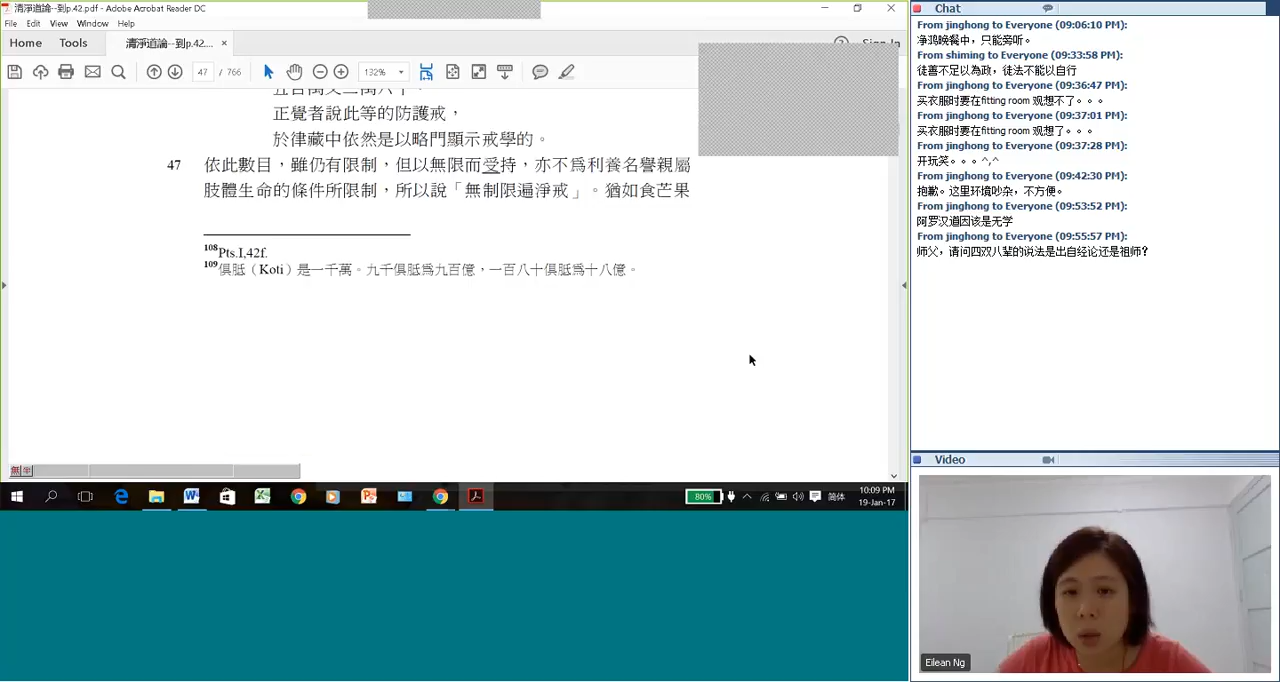 清淨道論--到p.42.pdf - Adobe Acrobat Reader DC
File Edit View Window Help
Home Tools 清淨道論--到p.42.... ×
Sign In
47 / 766 132%
正覺者說此等的防護戒，
於律藏中依然是以略門顯示戒學的。
47 依此數目，雖仍有限制，但以無限而受持，亦不爲利養名譽親屬
肢體生命的條件所限制，所以說「無制限遍淨戒」。猶如食芒果
108Pts.I,42f.
109俱胝（Koti）是一千萬。九千俱胝爲九百億，一百八十俱胝爲十八億。
80% 简体 10:09 PM
19-Jan-17
Chat
From jinghong to Everyone (09:06:10 PM):
净鸿晚餐中，只能旁听。
From shiming to Everyone (09:33:58 PM):
徒善不足以為政，徒法不能以自行
From jinghong to Everyone (09:36:47 PM):
买衣服时要在fitting room 观想不了。。。
From jinghong to Everyone (09:37:01 PM):
买衣服时要在fitting room 观想了。。。
From jinghong to Everyone (09:37:28 PM):
开玩笑。。。^,^
From jinghong to Everyone (09:42:30 PM):
抱歉。这里环境吵杂，不方便。
From jinghong to Everyone (09:53:52 PM):
阿罗汉道因该是无学
From jinghong to Everyone (09:55:57 PM):
师父，请问四双八辈的说法是出自经论还是祖师？
Video
Eilean Ng